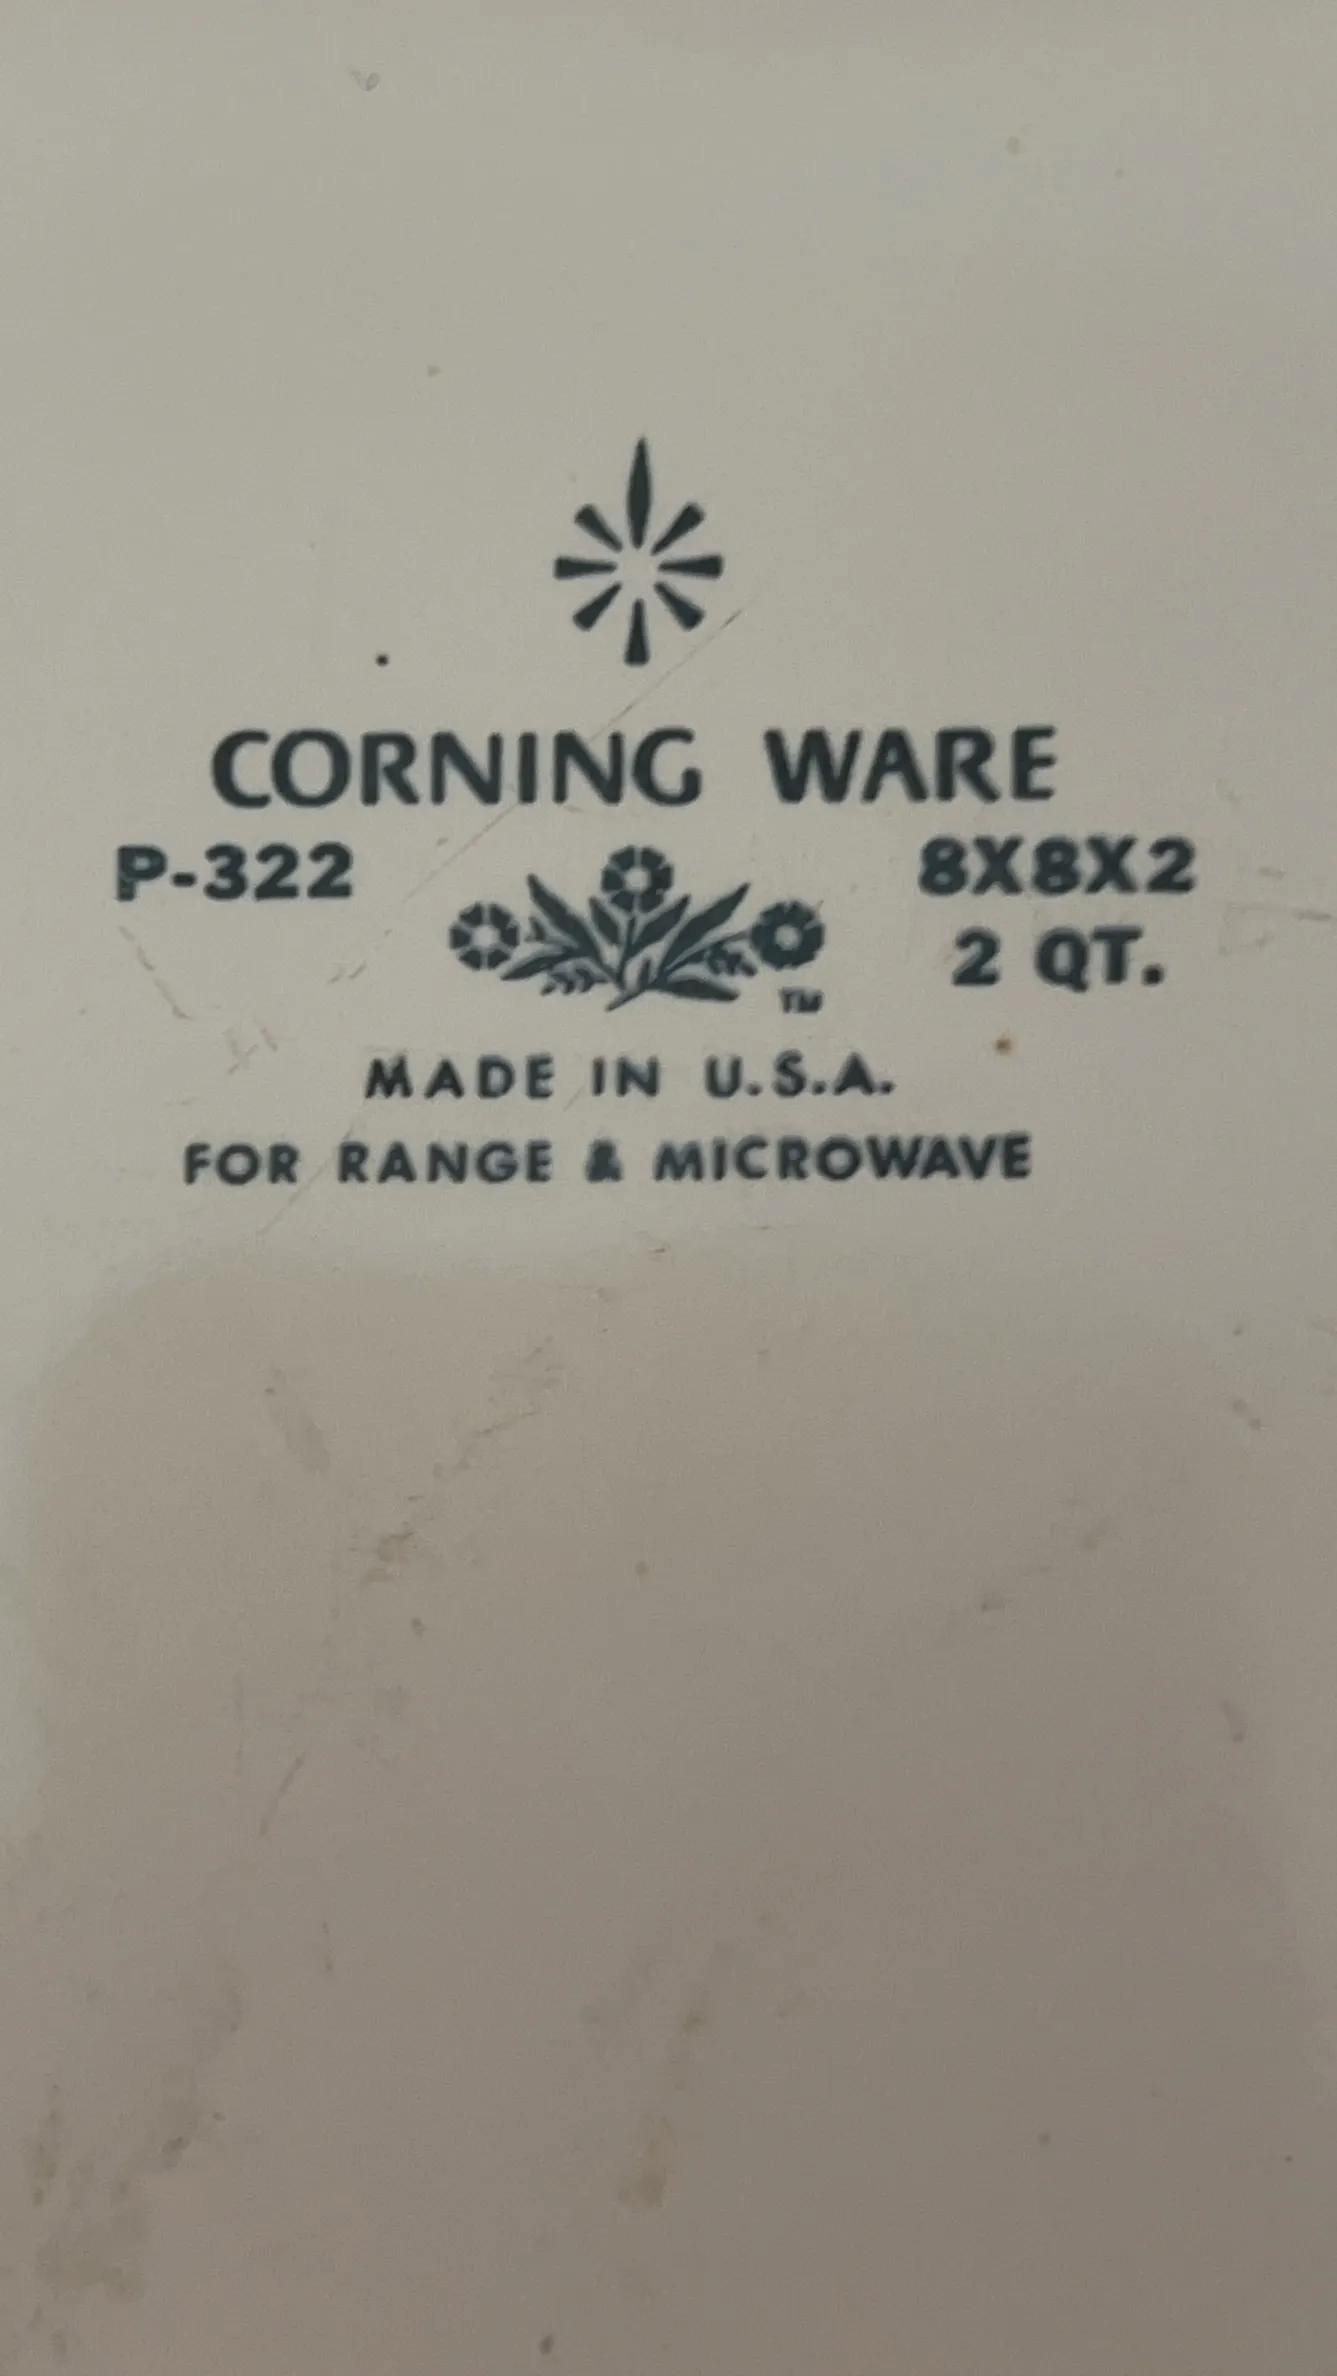 CORNING WARE
P-322 8X8X2
2 QT.
TM
MADE IN U.S.A.
FOR RANGE & MICROWAVE